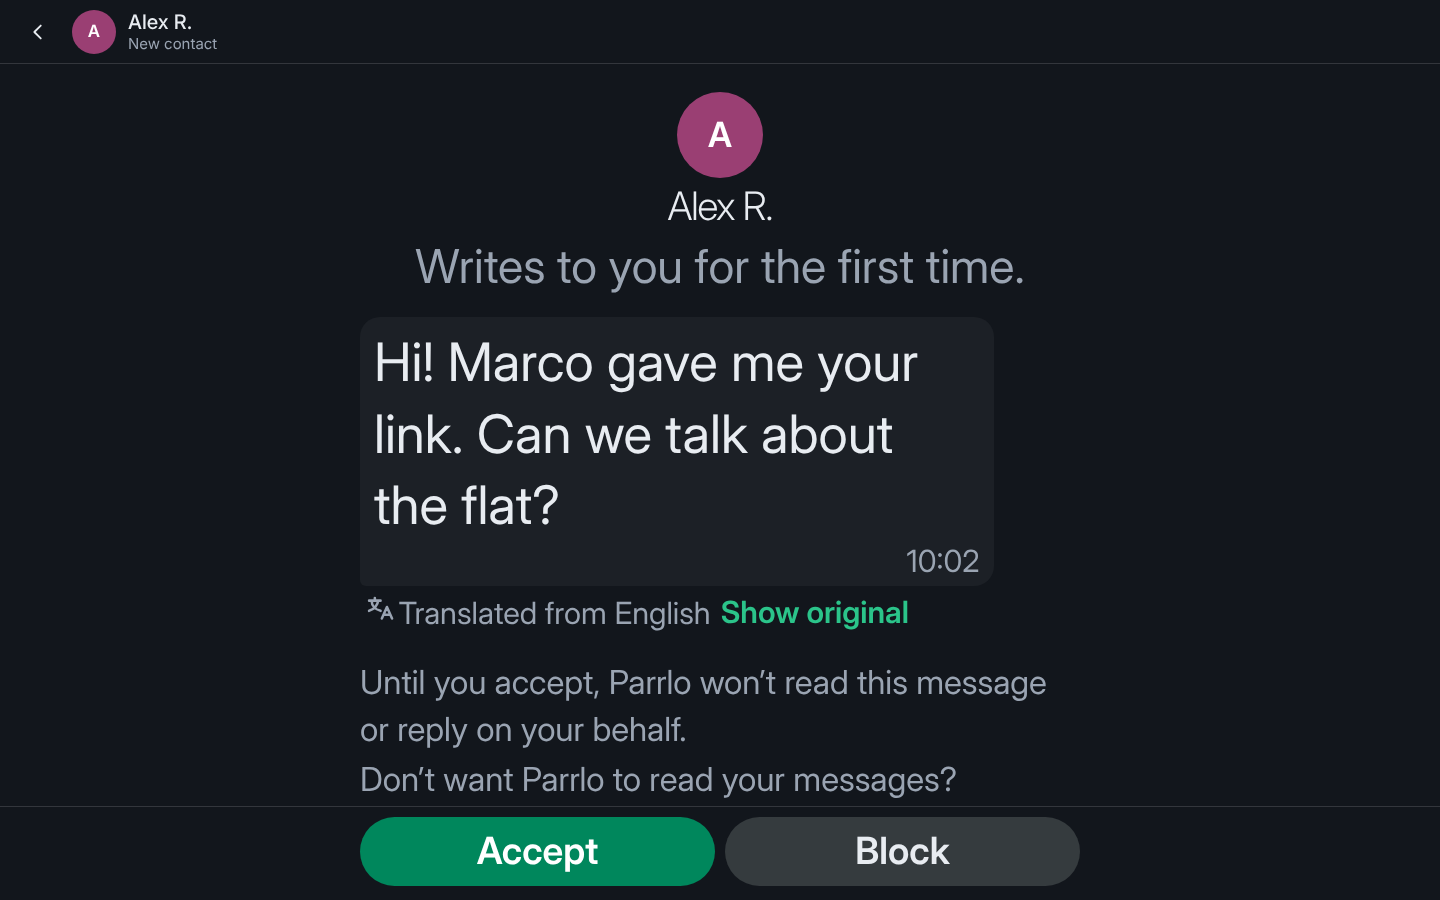 A
Alex R.
New contact
A
Alex R.
Writes to you for the first time.
Hi! Marco gave me your
link. Can we talk about
the flat?
10:02
Translated from English Show original
Until you accept, Parrlo won’t read this message
or reply on your behalf.
Don’t want Parrlo to read your messages?
Accept
Block